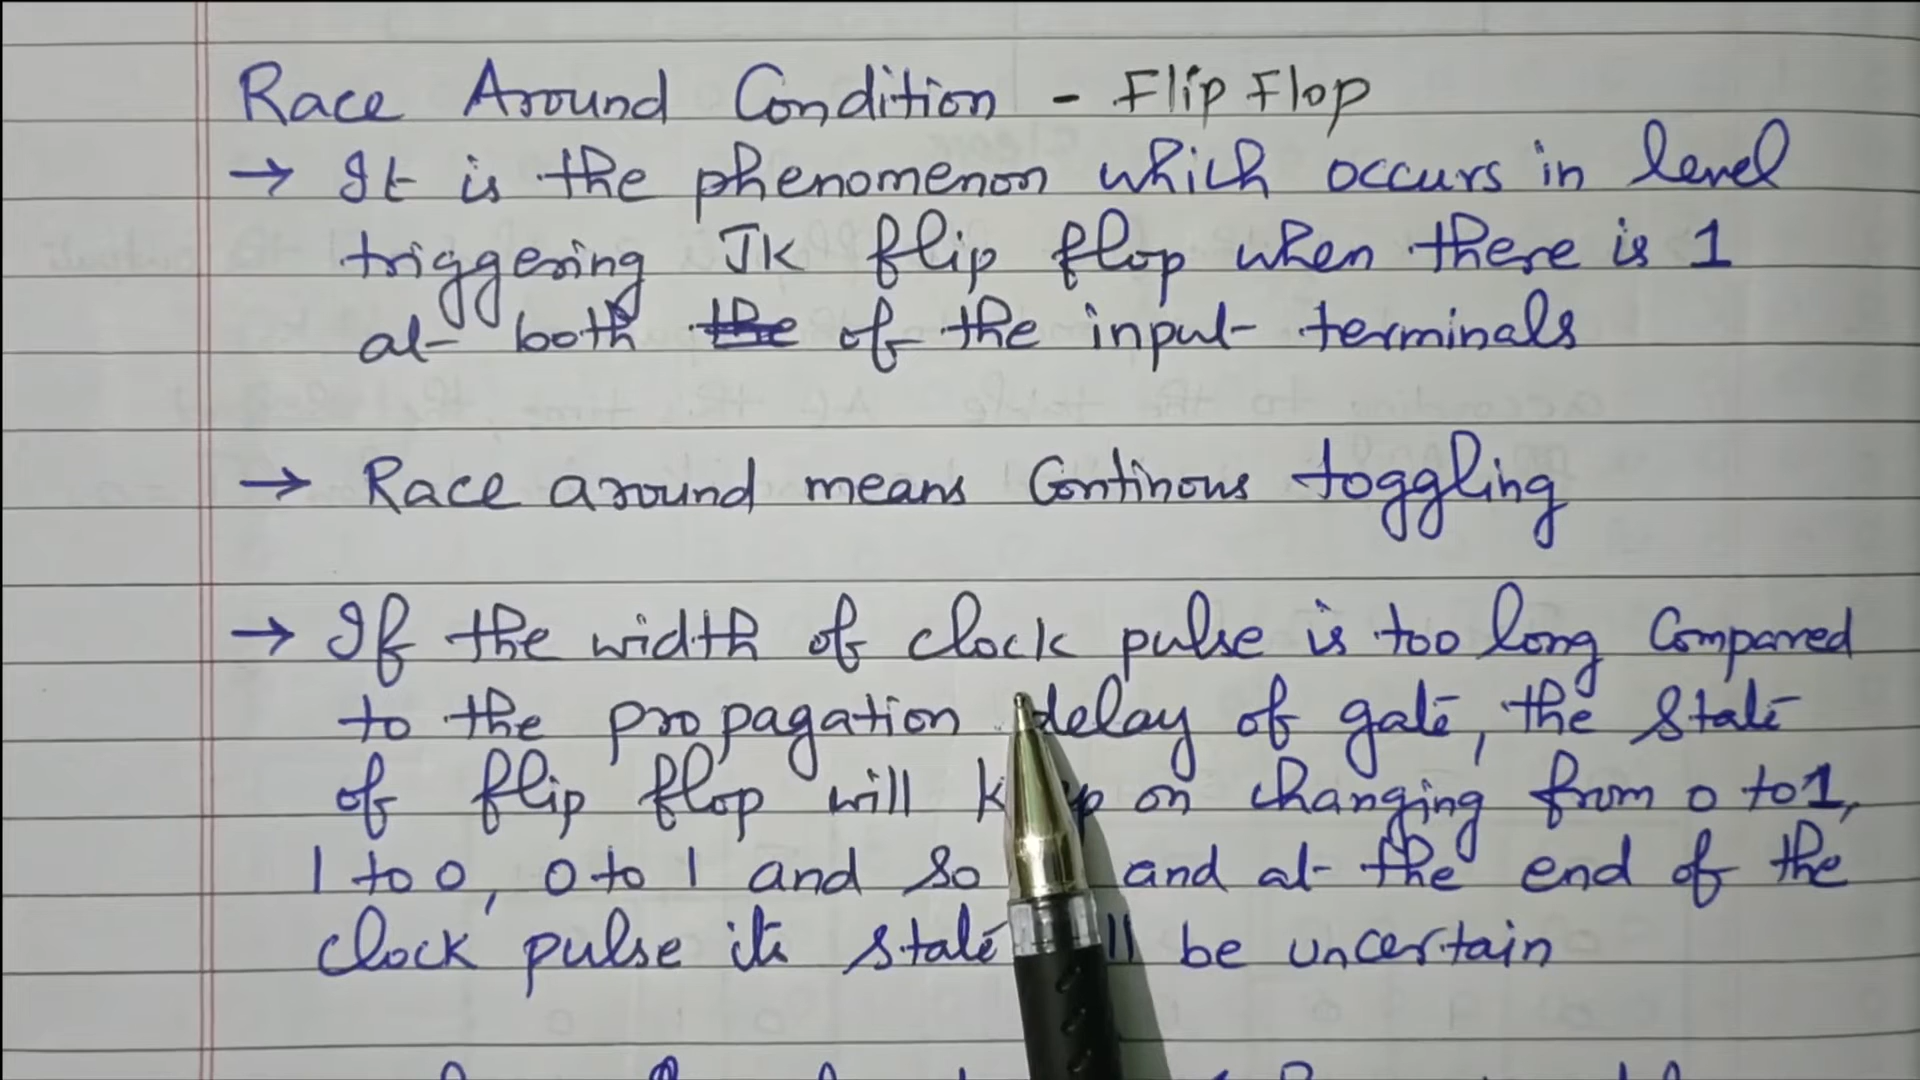 Race Around Condition - Flip Flop
→ It is the phenomenon which occurs in level
triggering JK flip flop when there is 1
at both the of the input terminals
→ Race around means Continous toggling
→ If the width of clock pulse is too long Compared
to the propagation delay of gate, the state
of flip flop will on changing from 0 to 1,
1 to 0, 0 to 1 and so and at the end of the
clock pulse its state be uncertain